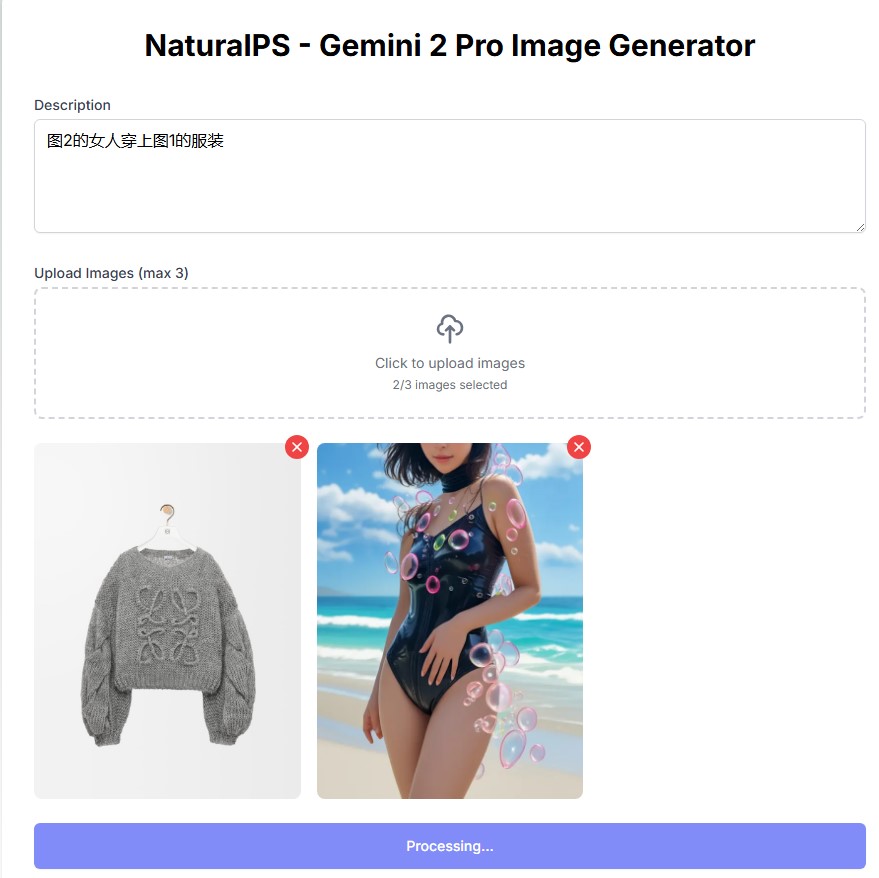 NaturalPS - Gemini 2 Pro Image Generator
Description
图2的女人穿上图1的服装
Upload Images (max 3)
Click to upload images
2/3 images selected
Processing...